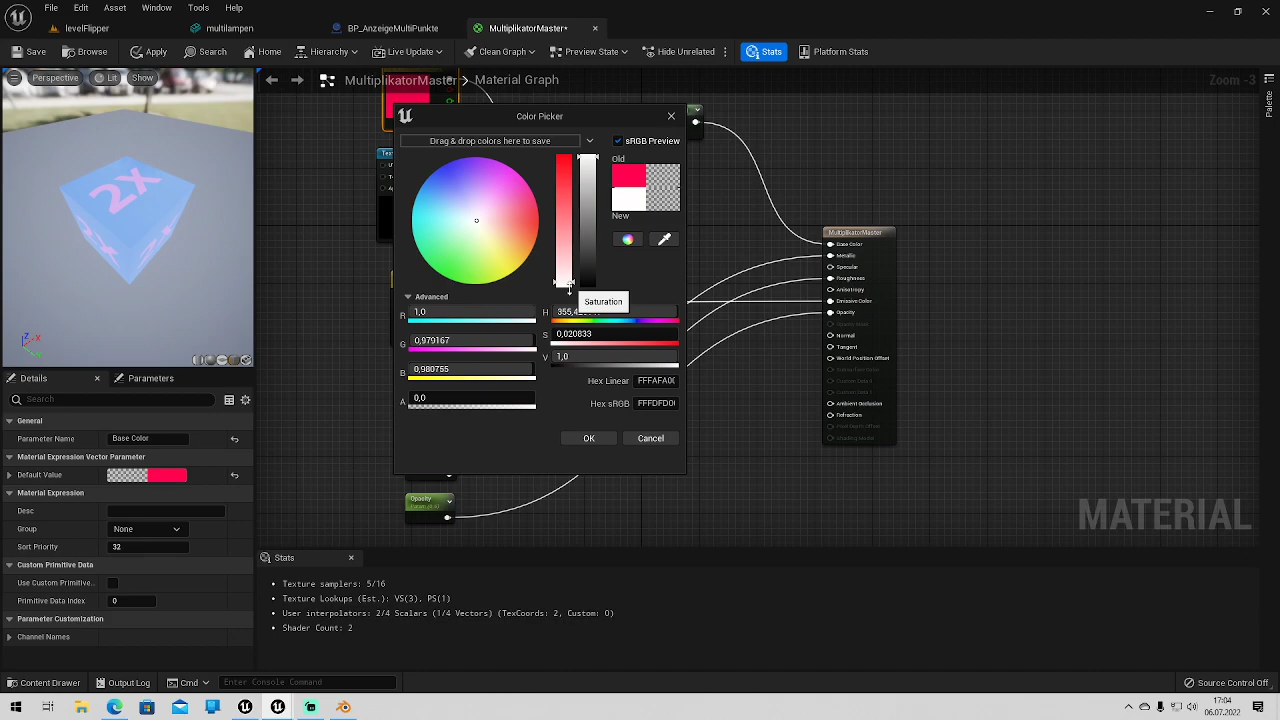 File Edit Asset Window Tools Help
levelFlipper multilampen BP_AnzeigeMultiPunkte MultiplikatorMaster*
Save Browse Apply Search Home Hierarchy Live Update Clean Graph Preview State Hide Unrelated Stats Platform Stats
Perspective Lit Show
MultiplikatorMaster > Material Graph Zoom -3
Palette
2X
Color Picker
Drag & drop colors here to save sRGB Preview
Old
New
MultiplikatorMaster
Base Color
Metallic
Specular
Roughness
Anisotropy
Emissive Color
Opacity
Normal
Tangent
World Position Offset
Ambient Occlusion
Refraction
Pixel Depth Offset
Shading Model
Advanced
Saturation
R 1,0 H
G 0,979167 S 0,020833
B 0,980755 V 1,0
A 0,0
Hex Linear
Hex sRGB
OK Cancel
Opacity
MATERIAL
Details Parameters
Search
General
Parameter Name Base Color
Material Expression Vector Parameter
Default Value
Material Expression
Desc
Group None
Sort Priority 32
Custom Primitive Data
Use Custom Primitive...
Primitive Data Index 0
Parameter Customization
Channel Names
Stats
Texture samplers: 5/16
Texture Lookups (Est.): VS(3), PS(1)
User interpolators: 2/4 Scalars (1/4 Vectors) (TexCoords: 2, Custom: 0)
Shader Count: 2
Content Drawer Output Log Cmd Enter Console Command Source Control Off
17:04
06.07.2022